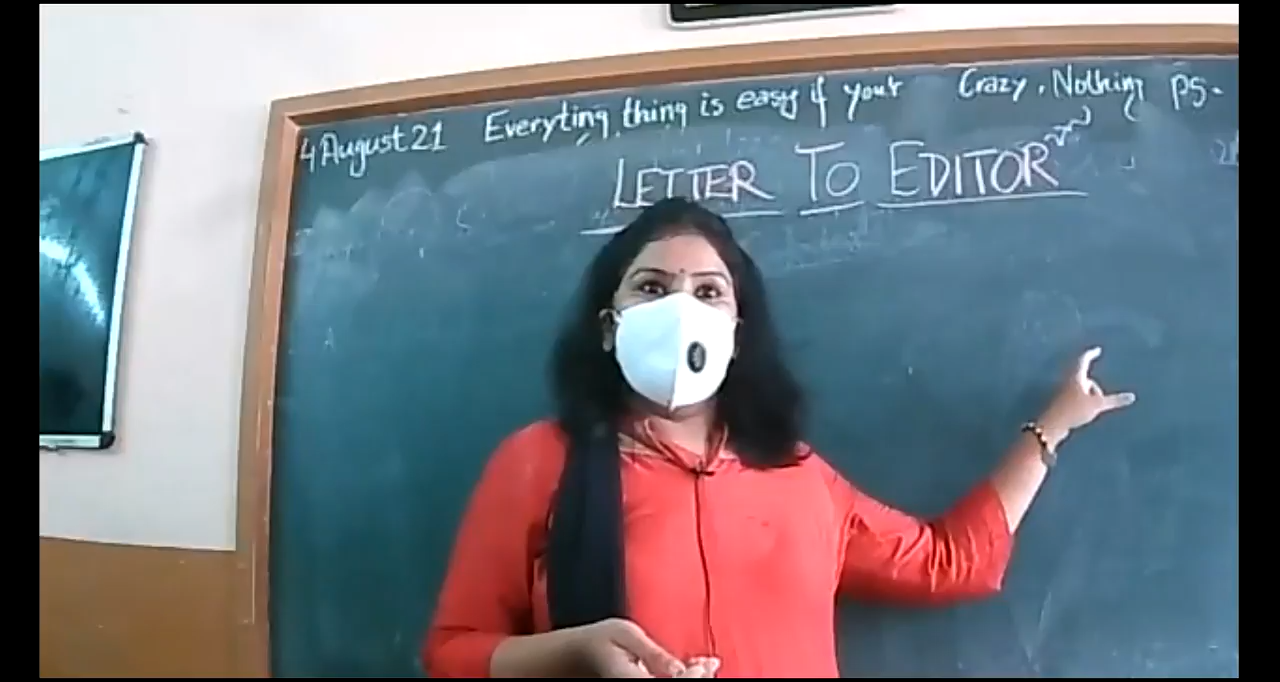 4 August 21 Everyting thing is easy if your Crazy. Nothing ps.
LETTER TO EDITOR